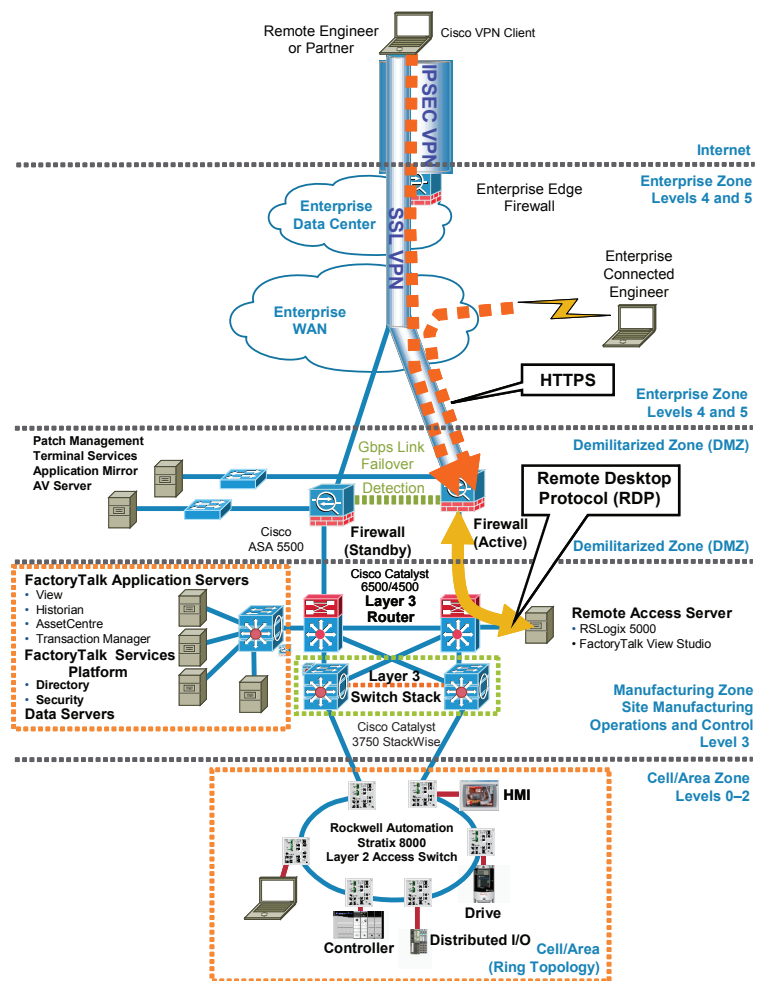 Remote Engineer
or Partner
Cisco VPN Client
IPSEC VPN
Internet
Enterprise Zone
Levels 4 and 5
Enterprise Edge
Firewall
Enterprise
Data Center
SSL VPN
Enterprise
Connected
Engineer
Enterprise
WAN
HTTPS
Enterprise Zone
Levels 4 and 5
Patch Management
Terminal Services
Application Mirror
AV Server
Gbps Link
Failover
Detection
Demilitarized Zone (DMZ)
Remote Desktop
Protocol (RDP)
Cisco
ASA 5500
Firewall
(Standby)
Firewall
(Active)
Demilitarized Zone (DMZ)
FactoryTalk Application Servers
• View
• Historian
• AssetCentre
• Transaction Manager
FactoryTalk Services
Platform
• Directory
• Security
Data Servers
Cisco Catalyst
6500/4500
Layer 3
Router
Remote Access Server
• RSLogix 5000
• FactoryTalk View Studio
Layer 3
Switch Stack
Cisco Catalyst
3750 StackWise
Manufacturing Zone
Site Manufacturing
Operations and Control
Level 3
Cell/Area Zone
Levels 0–2
HMI
Rockwell Automation
Stratix 8000
Layer 2 Access Switch
Drive
Controller
Distributed I/O
Cell/Area
(Ring Topology)